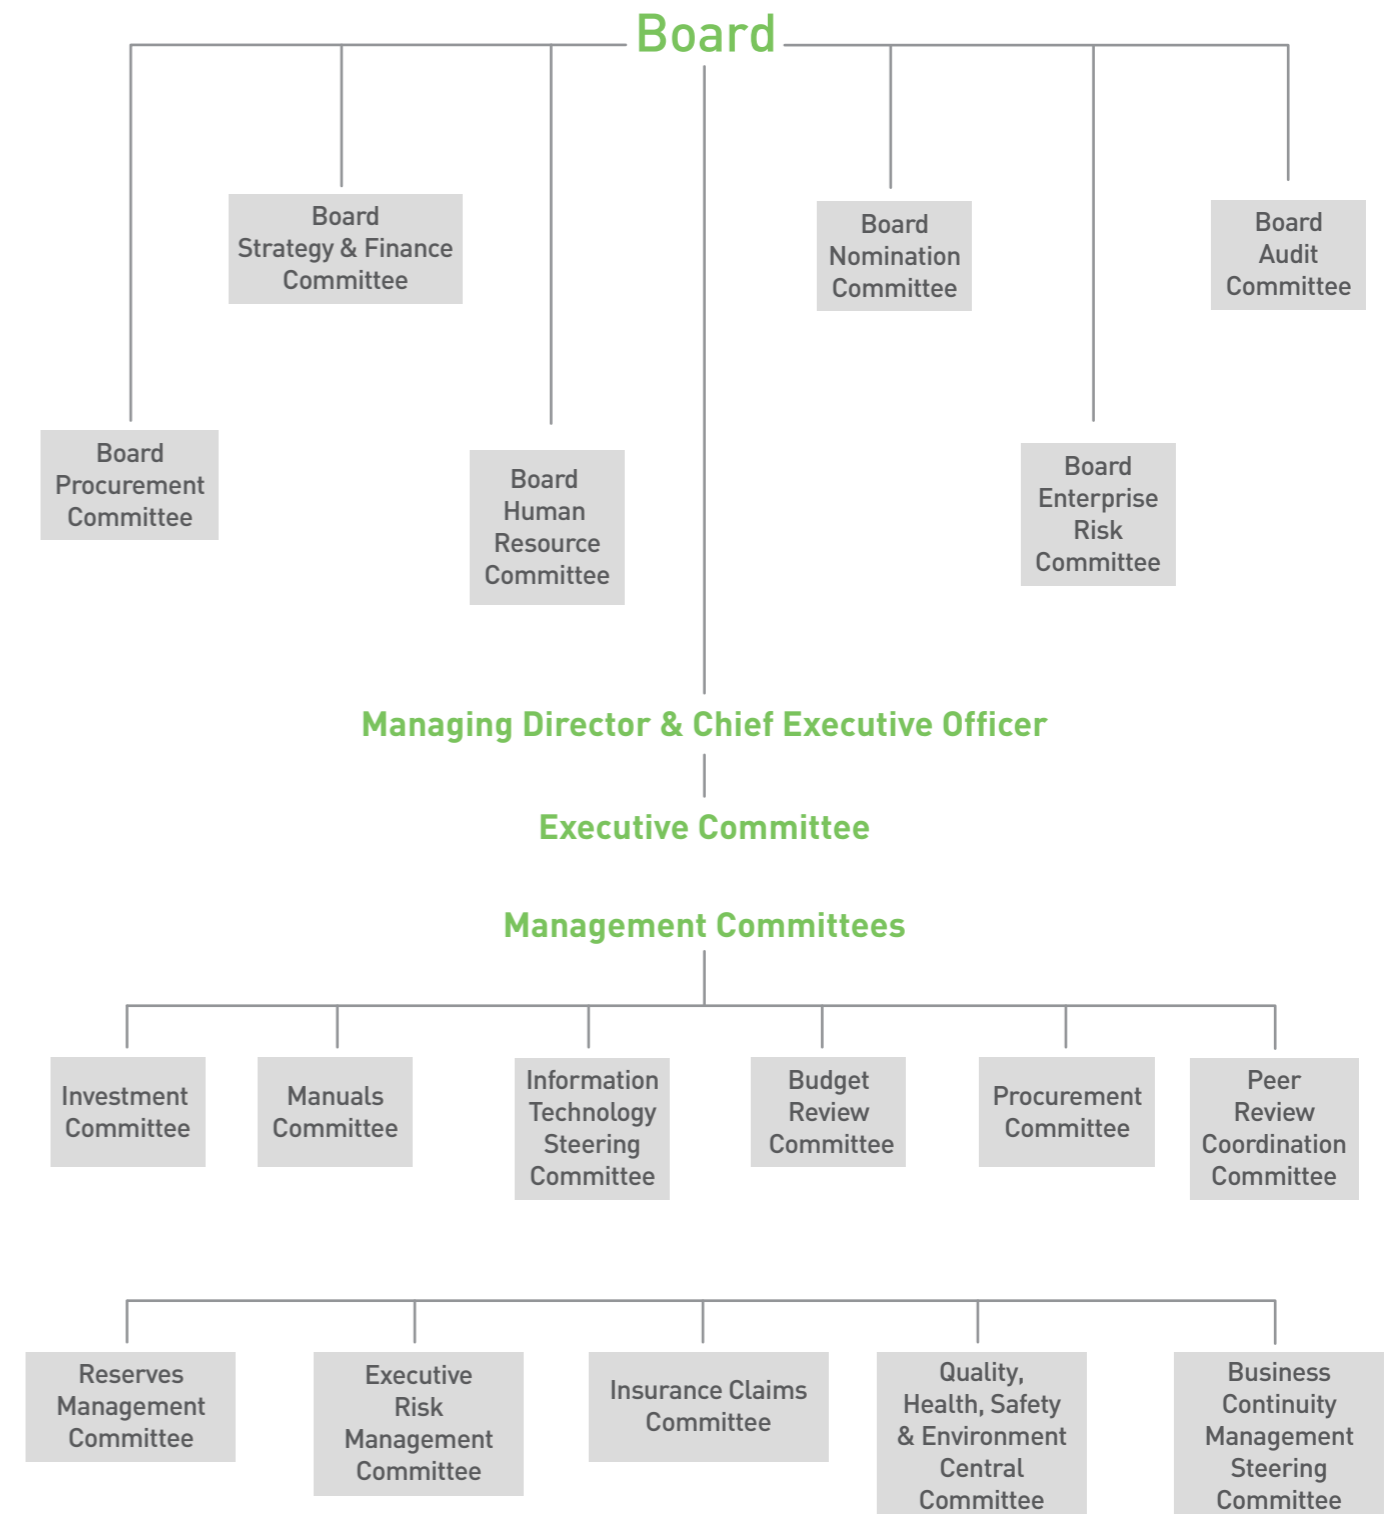 Board
Board
Strategy & Finance
Committee
Board
Nomination
Committee
Board
Audit
Committee
Board
Procurement
Committee
Board
Human
Resource
Committee
Board
Enterprise
Risk
Committee
Managing Director & Chief Executive Officer
Executive Committee
Management Committees
Investment
Committee
Manuals
Committee
Information
Technology
Steering
Committee
Budget
Review
Committee
Procurement
Committee
Peer
Review
Coordination
Committee
Reserves
Management
Committee
Executive
Risk
Management
Committee
Insurance Claims
Committee
Quality,
Health, Safety
& Environment
Central
Committee
Business
Continuity
Management
Steering
Committee